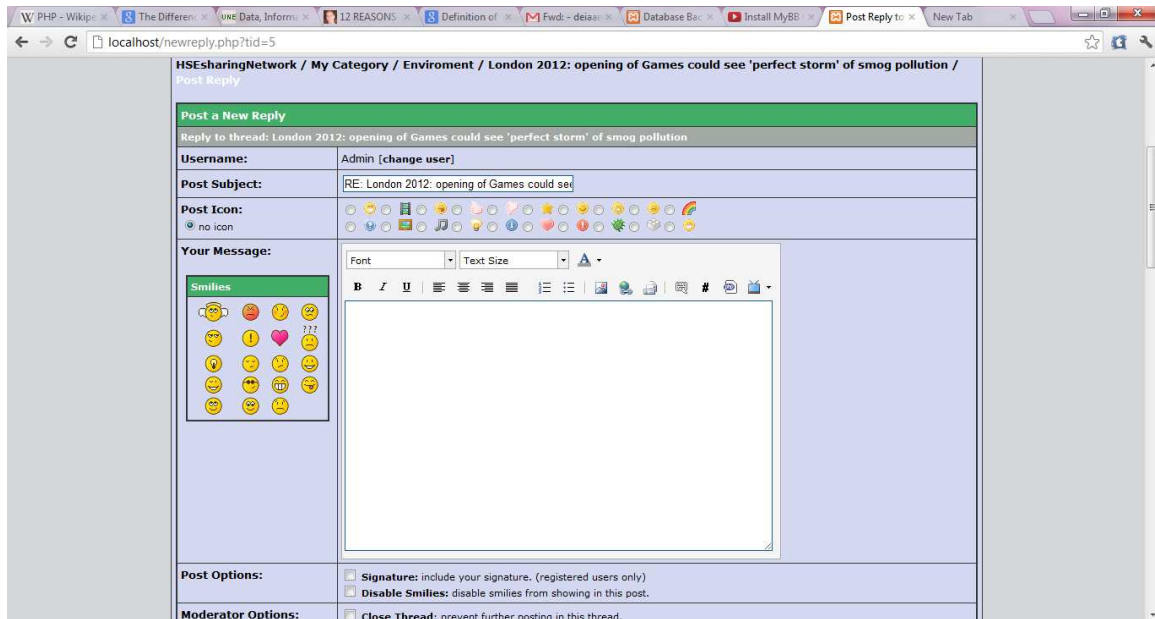 PHP - Wikipe
The Differenc
UNE Data, Informa
12 REASONS
Definition of
Fwd: - deiaa
Database Bac
Install MyBB
Post Reply to
New Tab
localhost/newreply.php?tid=5
HSEsharingNetwork / My Category / Enviroment / London 2012: opening of Games could see 'perfect storm' of smog pollution /
Post Reply
Post a New Reply
Reply to thread: London 2012: opening of Games could see 'perfect storm' of smog pollution
Username: Admin [change user]
Post Subject: RE: London 2012: opening of Games could see
Post Icon:
no icon
Your Message:
Font Text Size A
Smilies
B I U #
???
Post Options: Signature: include your signature. (registered users only)
Disable Smilies: disable smilies from showing in this post.
Moderator Options: Close Thread: prevent further posting in this thread.